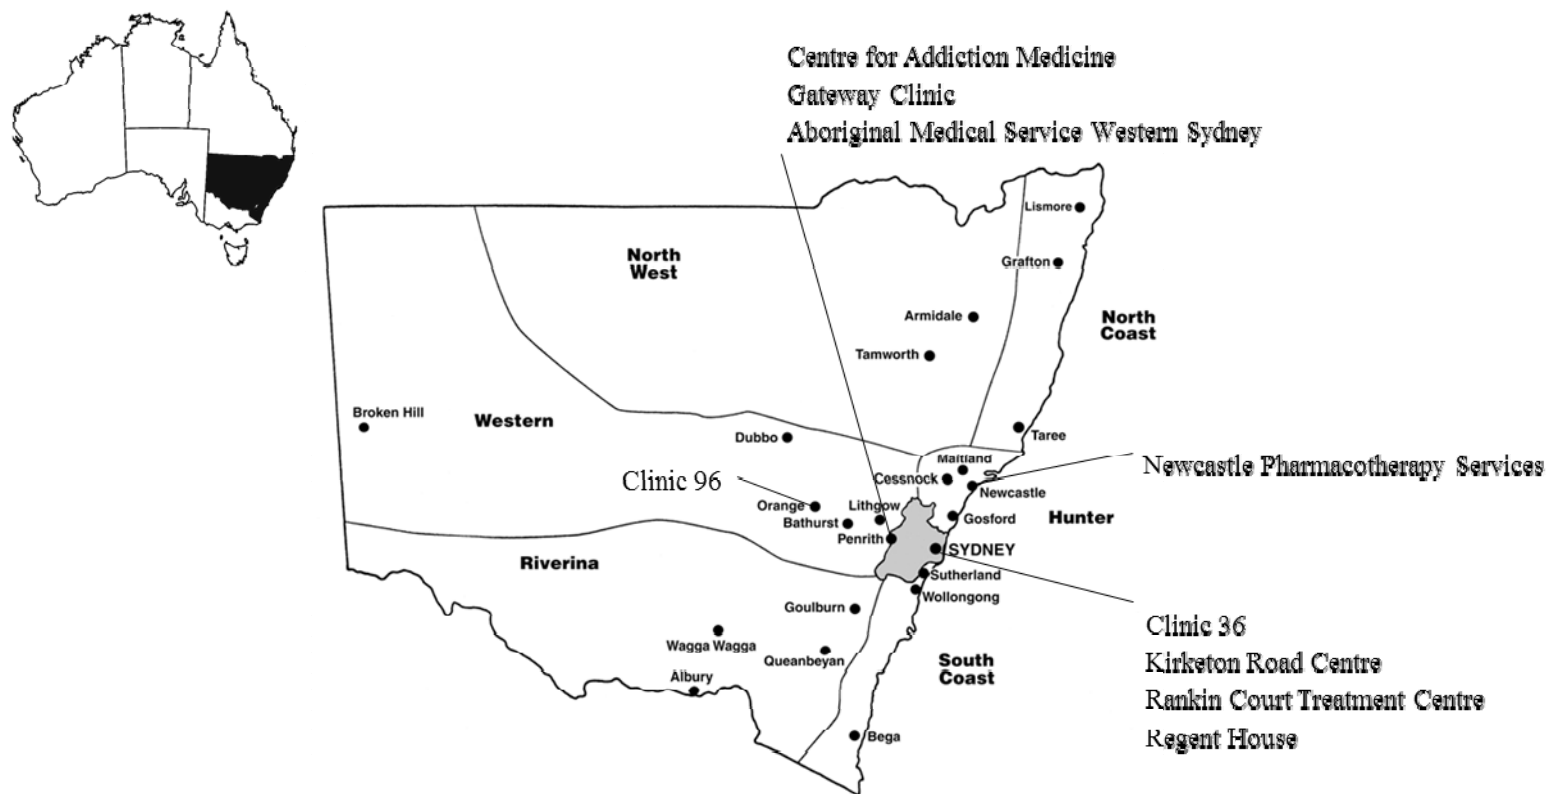 Centre for Addiction Medicine
Gateway Clinic
Aboriginal Medical Service Western Sydney
Lismore
North
West
Grafton
Armidale
North
Coast
Tamworth
Broken Hill
Western
Dubbo
Taree
Maitland
Newcastle Pharmacotherapy Services
Clinic 96
Cessnock
Newcastle
Orange
Lithgow
Gosford
Hunter
Bathurst
Penrith
SYDNEY
Riverina
Sutherland
Wollongong
Goulburn
Clinic 36
Wagga Wagga
Queanbeyan
South
Coast
Kirketon Road Centre
Albury
Rankin Court Treatment Centre
Bega
Regent House